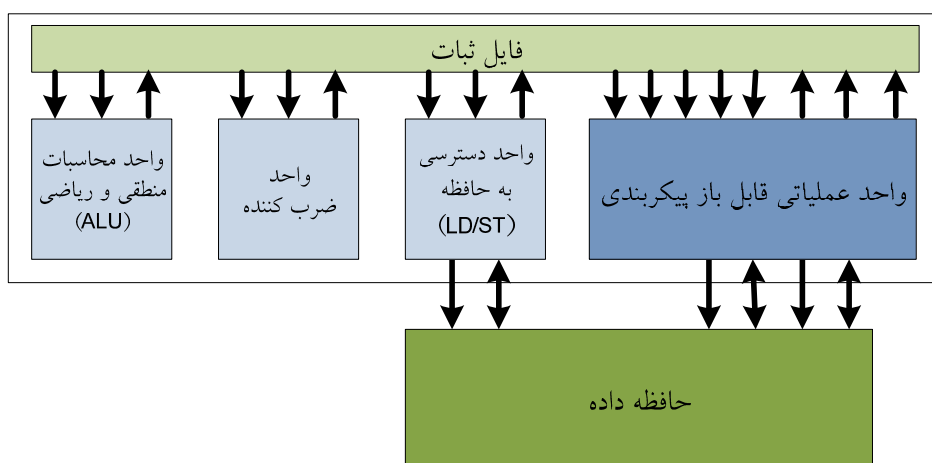 فایل ثبات
واحد محاسبات
منطقی و ریاضی
(ALU)
واحد
ضرب کننده
واحد دسترسی
به حافظه
(LD/ST)
واحد عملیاتی قابل باز پیکربندی
حافظه داده